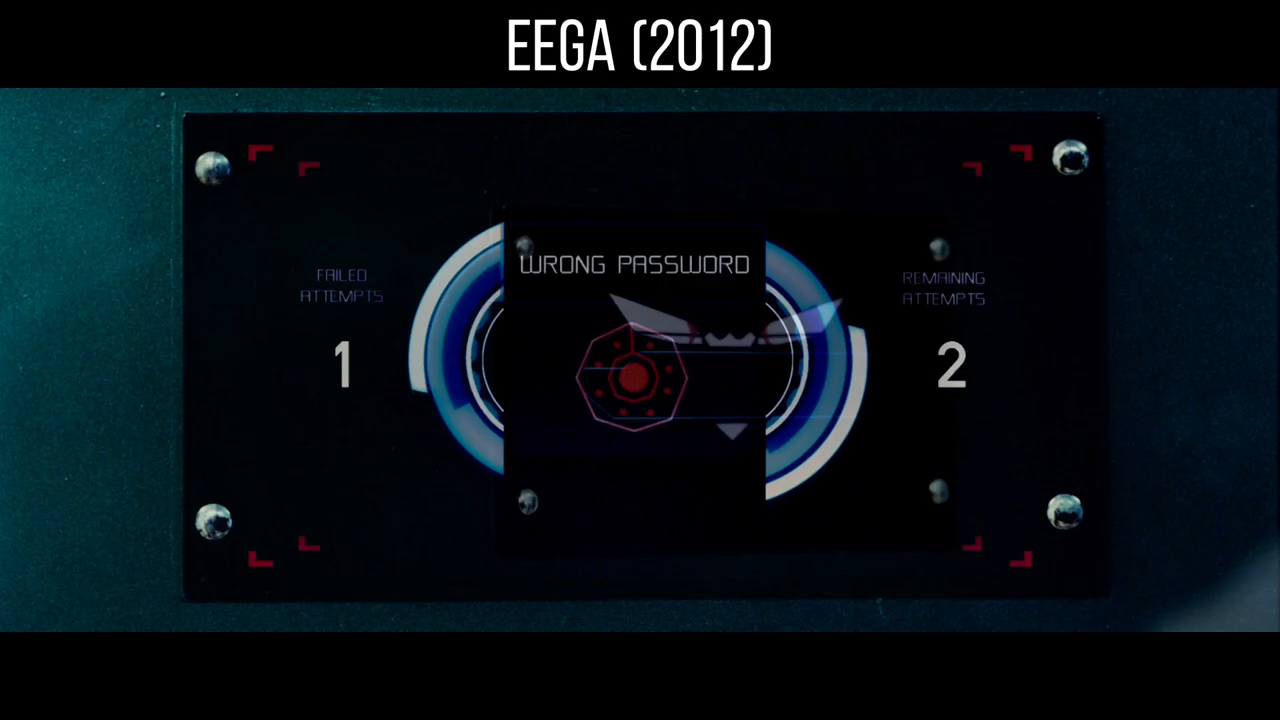 EEGA (2012)
WRONG PASSWORD
FAILED
ATTEMPTS
1
REMAINING
ATTEMPTS
2